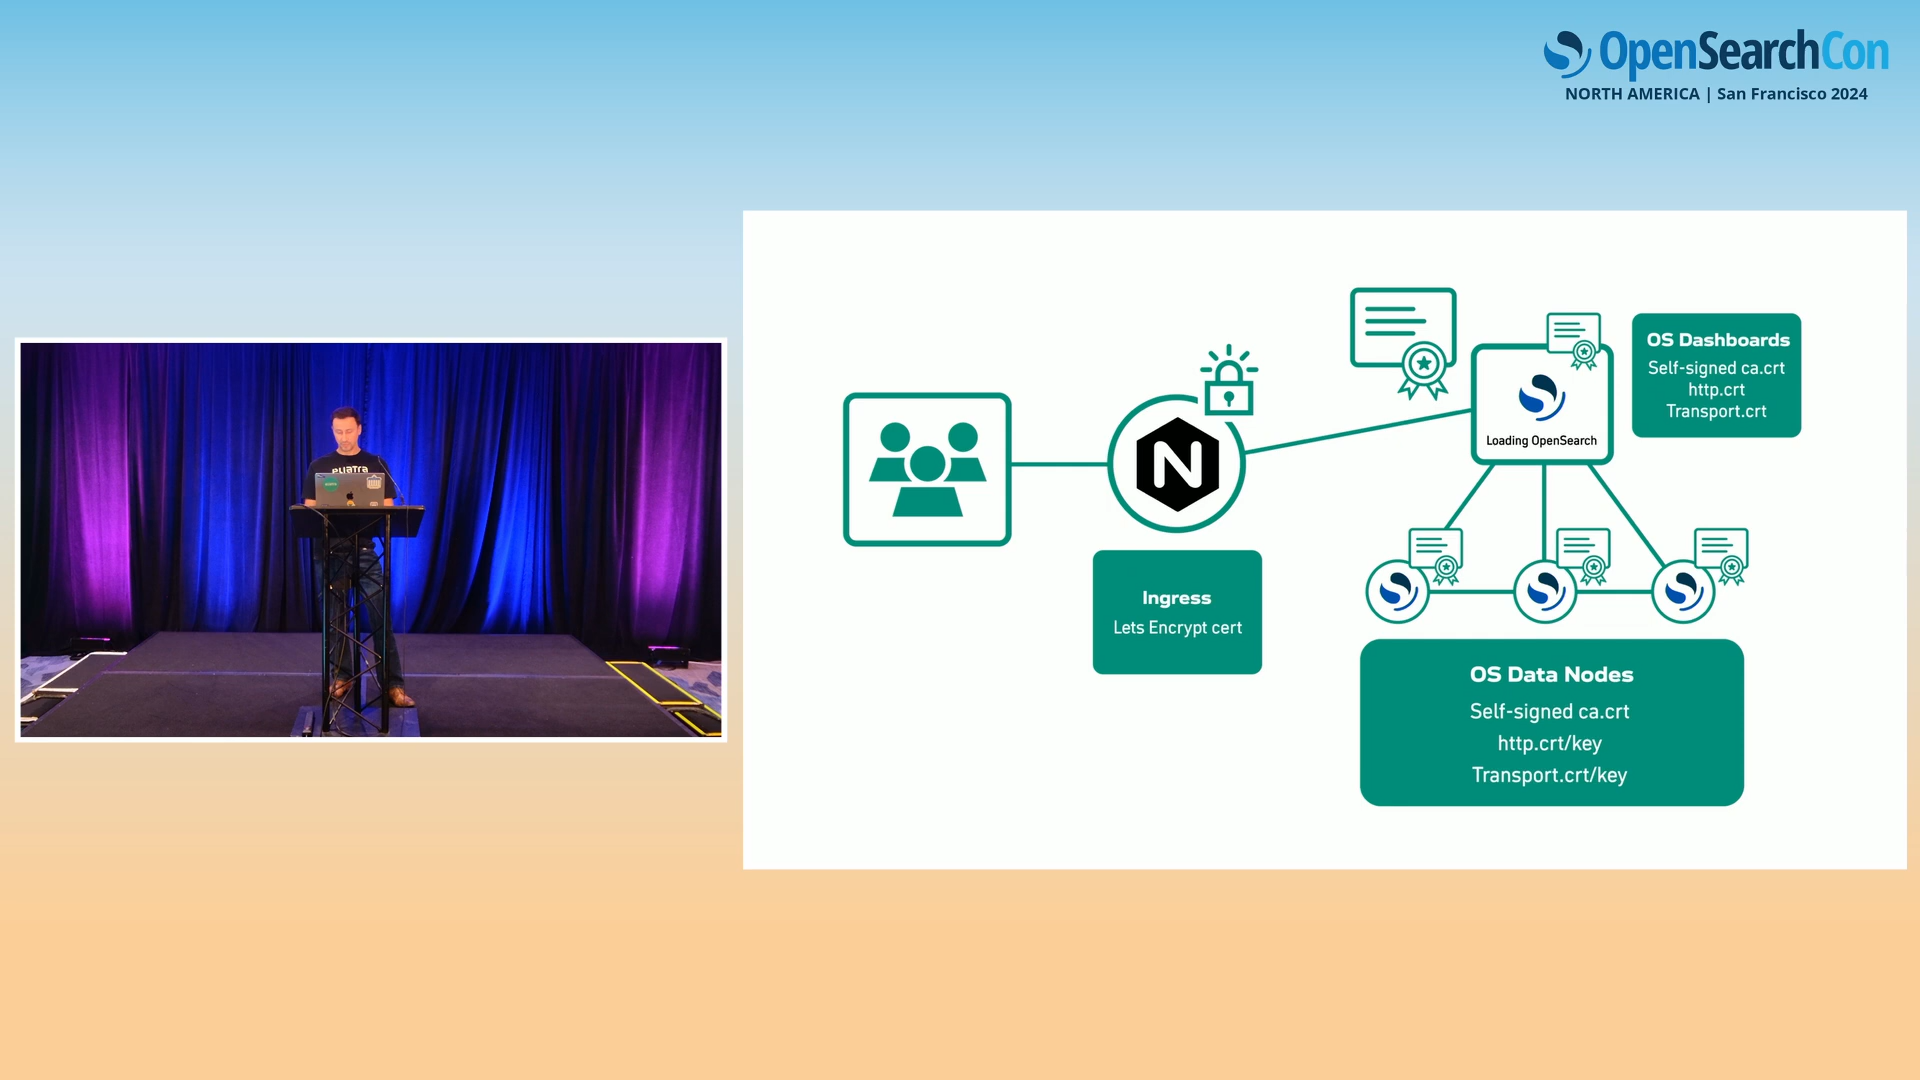 OpenSearchCon
NORTH AMERICA | San Francisco 2024
eliatra
N
Loading OpenSearch
OS Dashboards
Self-signed ca.crt
http.crt
Transport.crt
Ingress
Lets Encrypt cert
OS Data Nodes
Self-signed ca.crt
http.crt/key
Transport.crt/key